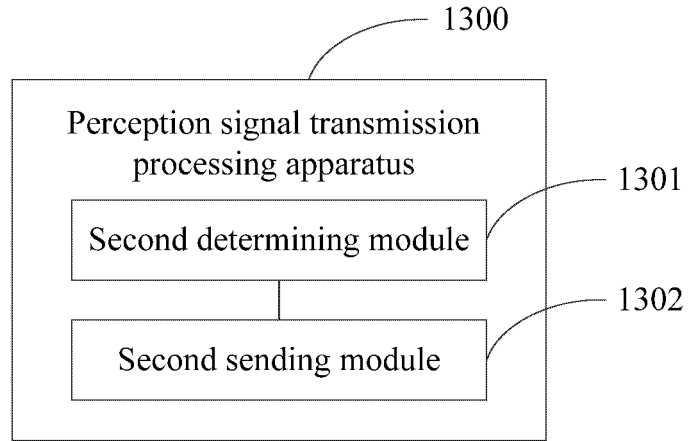 1300
Perception signal transmission
processing apparatus
1301
Second determining module
1302
Second sending module